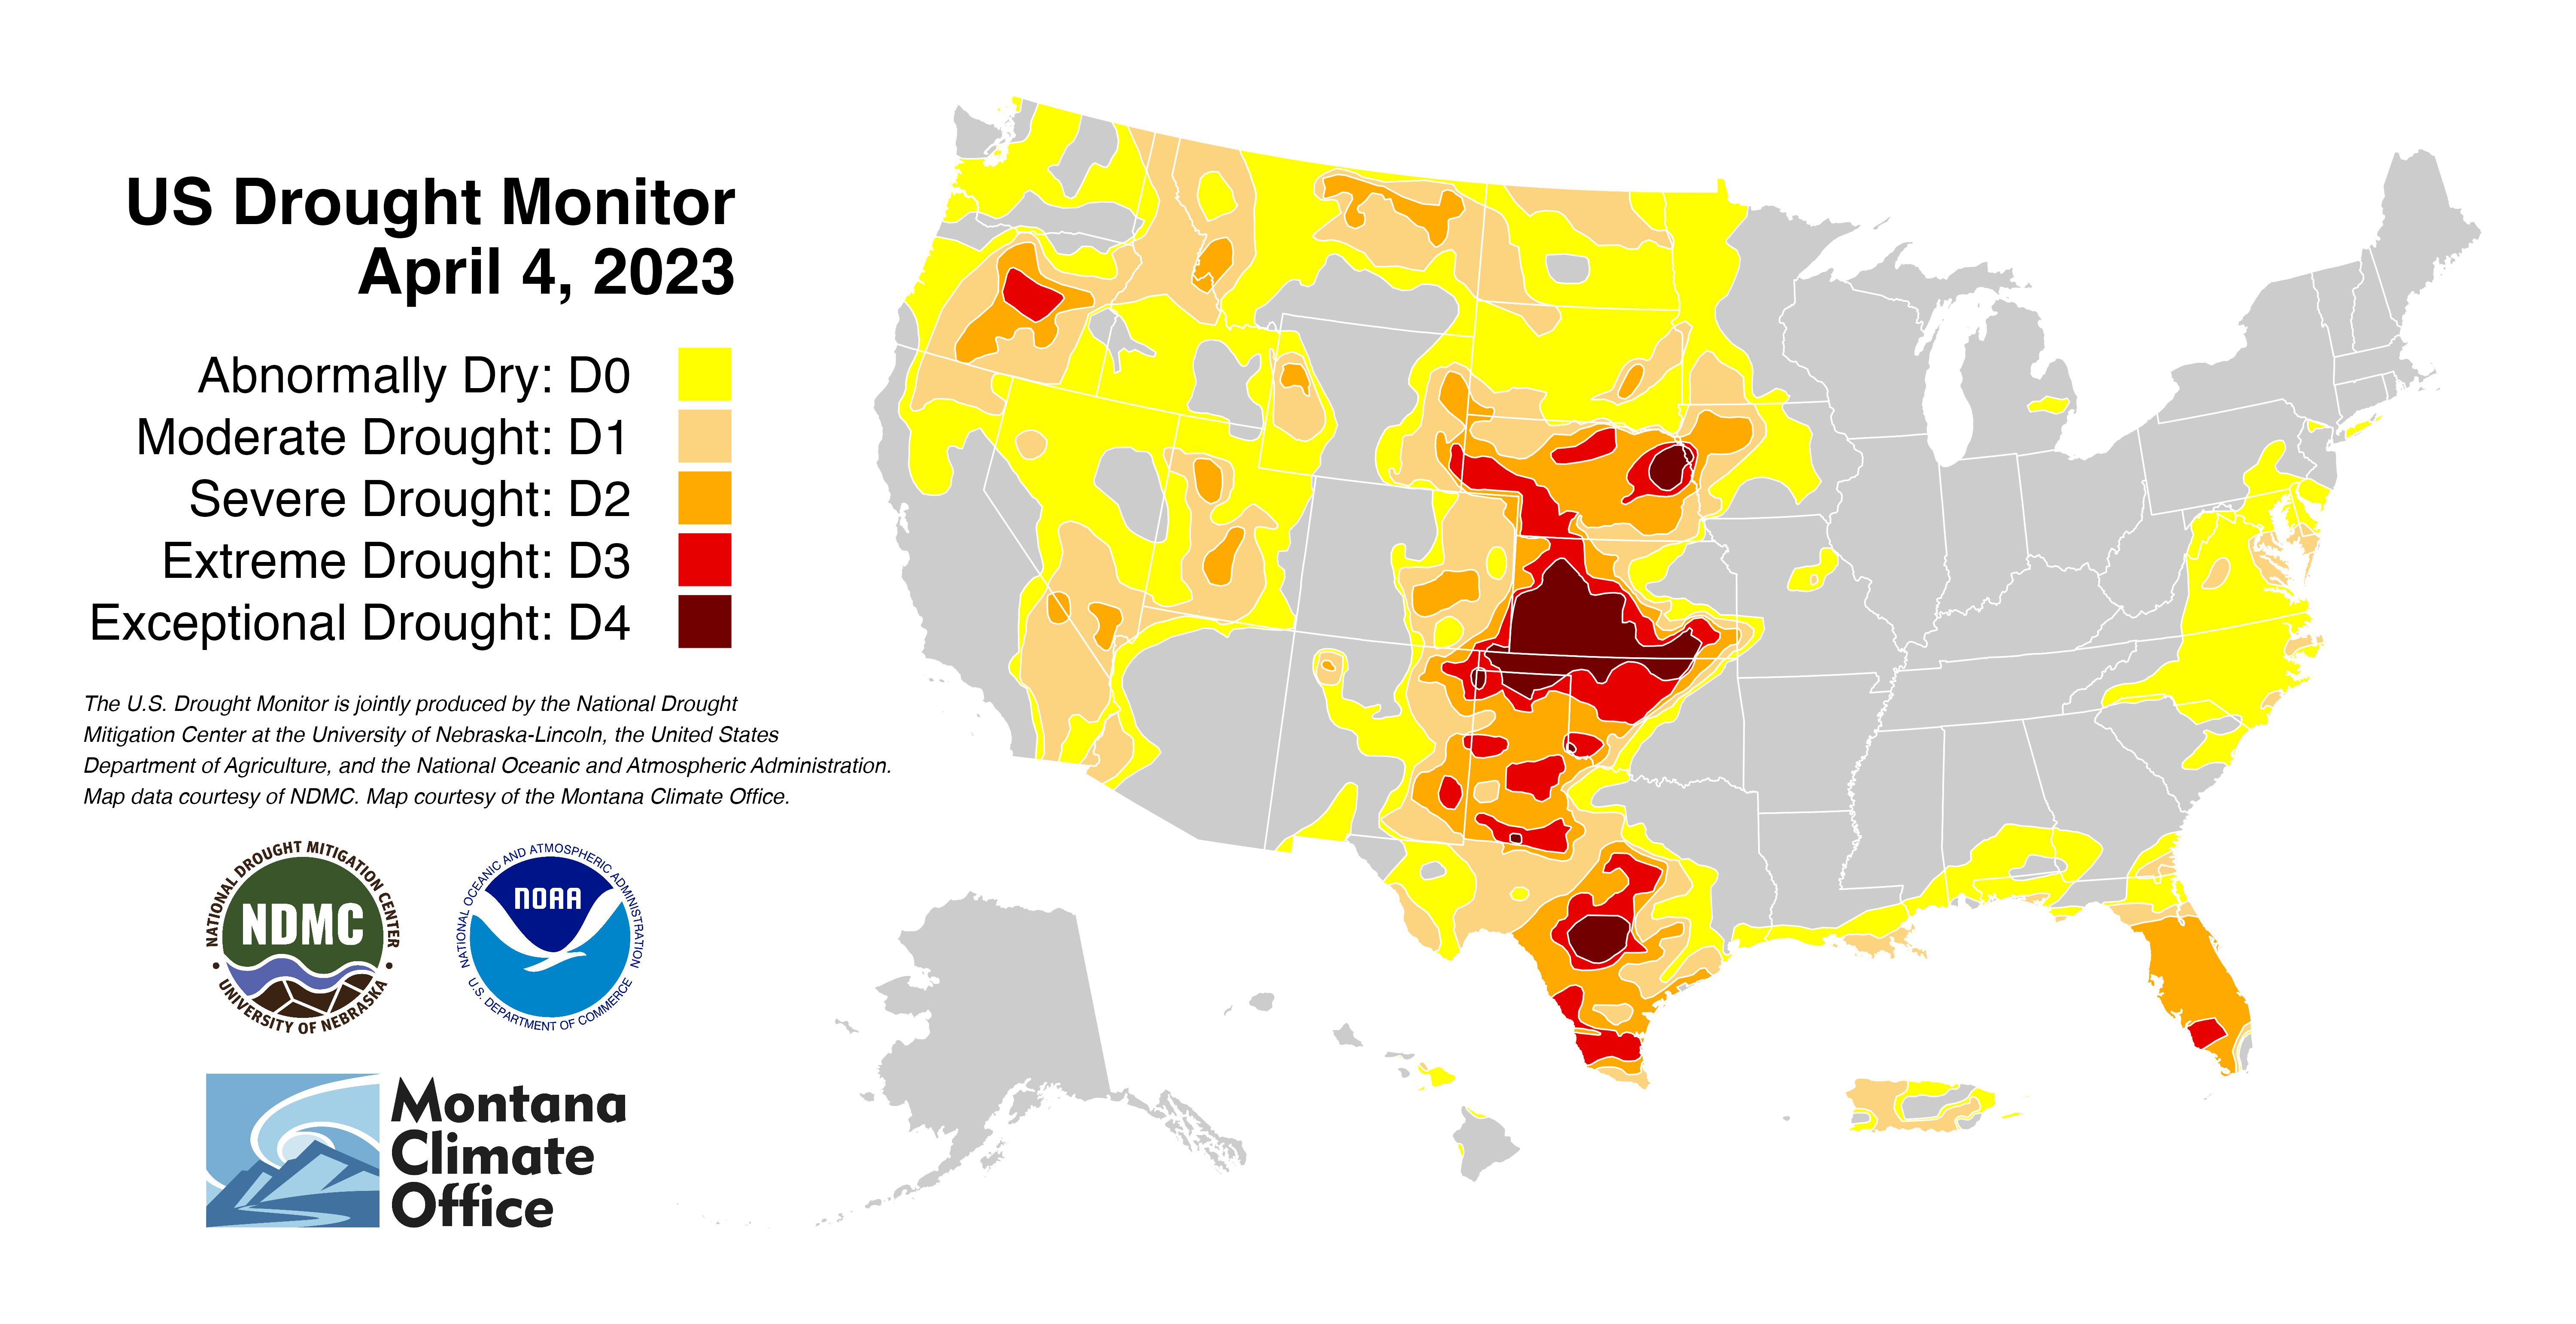 US Drought Monitor
April 4, 2023
Abnormally Dry: D0
Moderate Drought: D1
Severe Drought: D2
Extreme Drought: D3
Exceptional Drought: D4
The U.S. Drought Monitor is jointly produced by the National Drought
Mitigation Center at the University of Nebraska-Lincoln, the United States
Department of Agriculture, and the National Oceanic and Atmospheric Administration.
Map data courtesy of NDMC. Map courtesy of the Montana Climate Office.
NATIONAL DROUGHT MITIGATION CENTER
NDMC
UNIVERSITY OF NEBRASKA
NATIONAL OCEANIC AND ATMOSPHERIC ADMINISTRATION
NOAA
U.S. DEPARTMENT OF COMMERCE
Montana
Climate
Office